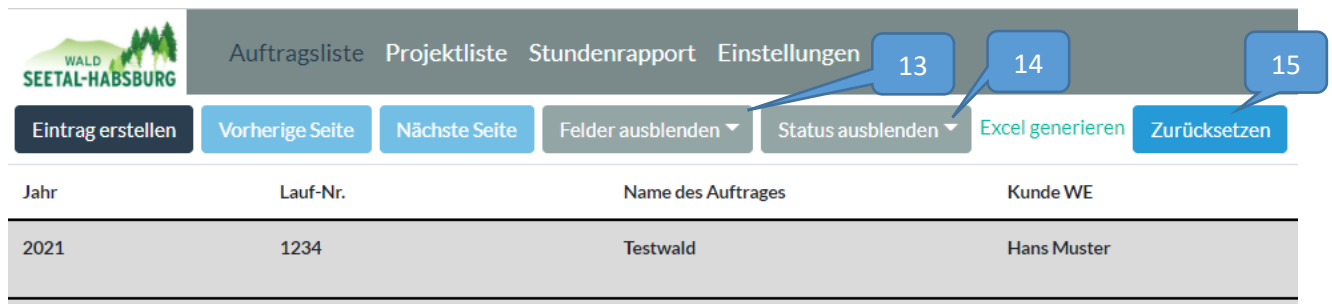 WALD
SEETAL-HABSBURG
Auftragsliste Projektliste Stundenrapport Einstellungen
13 14 15
Eintrag erstellen Vorherige Seite Nächste Seite Felder ausblenden Status ausblenden Excel generieren Zurücksetzen
Jahr Lauf-Nr. Name des Auftrages Kunde WE
2021 1234 Testwald Hans Muster